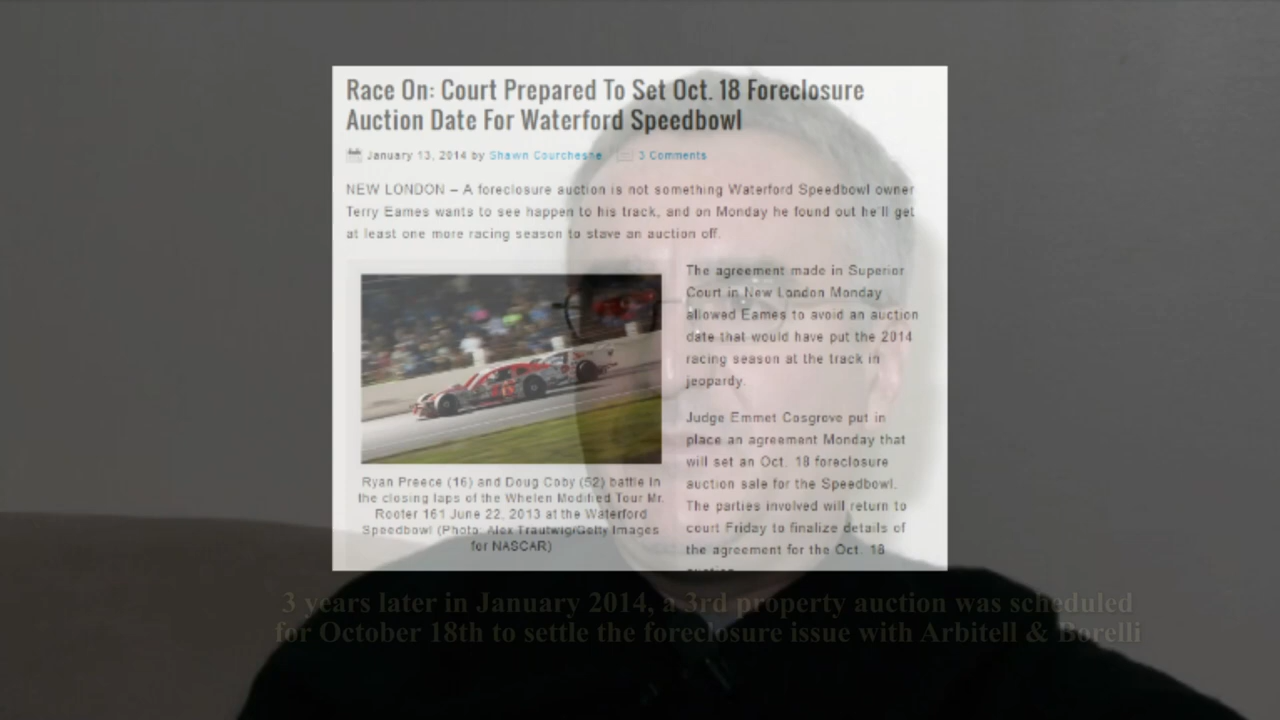 Race On: Court Prepared To Set Oct. 18 Foreclosure
Auction Date For Waterford Speedbowl
January 13, 2014 by Shawn Courchesne 3 Comments
NEW LONDON – A foreclosure auction is not something Waterford Speedbowl owner
Terry Eames wants to see happen to his track, and on Monday he found out he'll get
at least one more racing season to stave an auction off.
The agreement made in Superior
Court in New London Monday
allowed Eames to avoid an auction
date that would have put the 2014
racing season at the track in
jeopardy.
Judge Emmet Cosgrove put in
place an agreement Monday that
will set an Oct. 18 foreclosure
auction sale for the Speedbowl.
The parties involved will return to
court Friday to finalize details of
the agreement for the Oct. 18
Ryan Preece (16) and Doug Coby (52) battle in
the closing laps of the Whelen Modified Tour Mr.
Rooter 161 June 22, 2013 at the Waterford
Speedbowl (Photo: Alex Trautwig/Getty Images
for NASCAR)
3 years later in January 2014, a 3rd property auction was scheduled
for October 18th to settle the foreclosure issue with Arbitell & Borelli